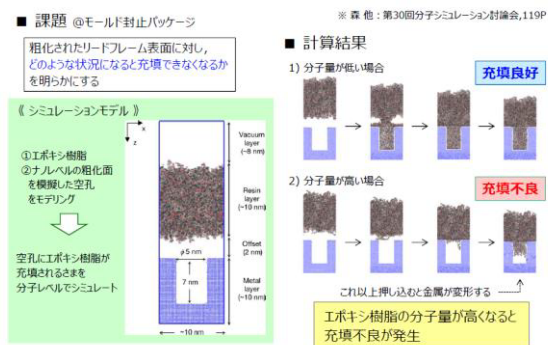 ※ 森 他：第30回分子シミュレーション討論会,119P
■ 課題 @モールド封止パッケージ
粗化されたリードフレーム表面に対し,
どのような状況になると充填できなくなるか
を明らかにする
《 シミュレーションモデル 》
①エポキシ樹脂
②ナノレベルの粗化面
を模擬した空孔
をモデリング
空孔にエポキシ樹脂が
充填されるさまを
分子レベルでシミュレート
x
z
Vacuum
layer
(~8 nm)
Resin
layer
(~10 nm)
Offset
(2 nm)
φ5 nm
7 nm
Metal
layer
(~10 nm)
~10 nm
■ 計算結果
1) 分子量が低い場合
充填良好
2) 分子量が高い場合
充填不良
これ以上押し込むと金属が変形する
エポキシ樹脂の分子量が高くなると
充填不良が発生